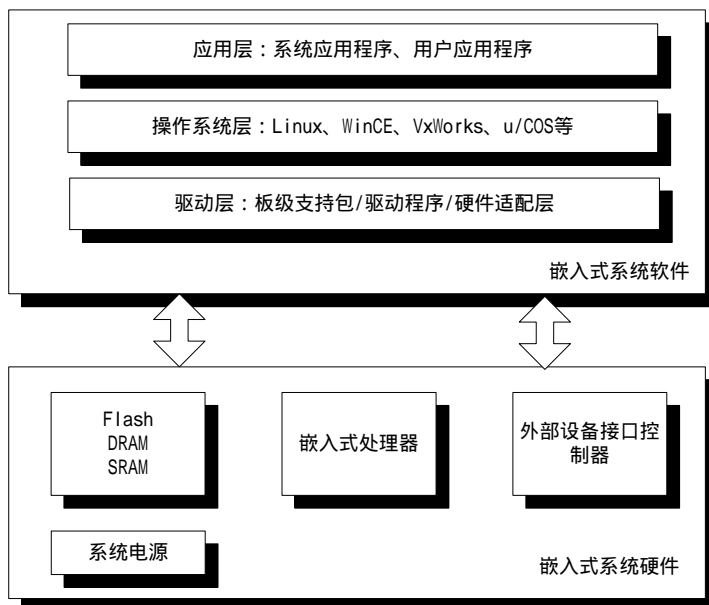 应用层：系统应用程序、用户应用程序
操作系统层：Linux、WinCE、VxWorks、u/COS等
驱动层：板级支持包/驱动程序/硬件适配层
嵌入式系统软件
Flash
DRAM
SRAM
嵌入式处理器
外部设备接口控
制器
系统电源
嵌入式系统硬件